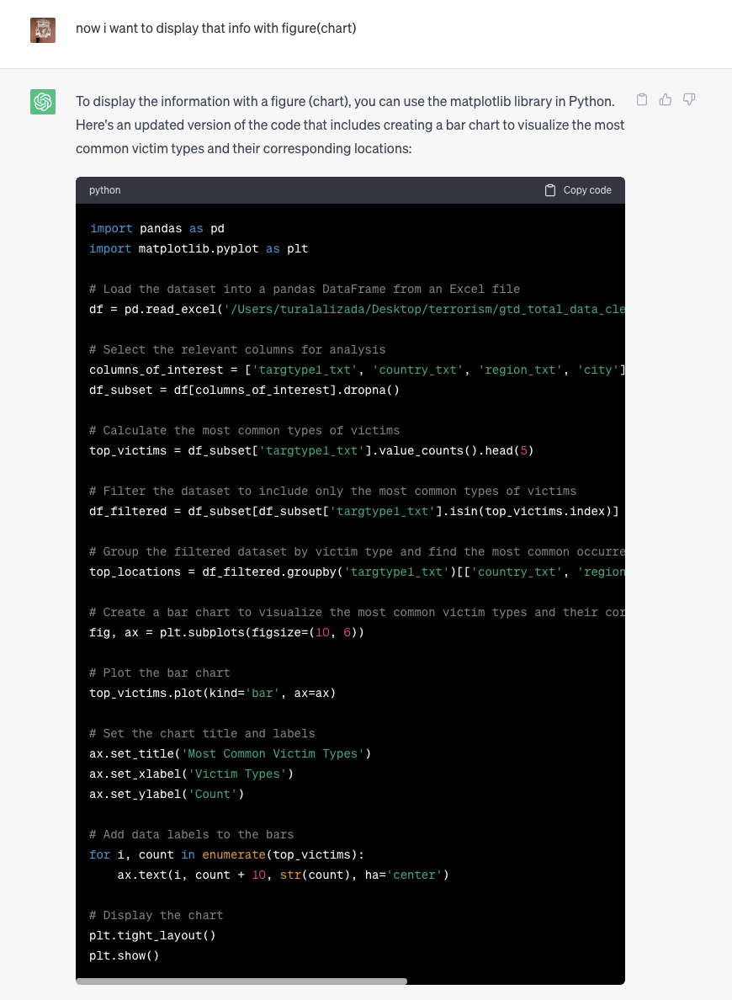 now i want to display that info with figure(chart)
To display the information with a figure (chart), you can use the matplotlib library in Python.
Here's an updated version of the code that includes creating a bar chart to visualize the most
common victim types and their corresponding locations:
python
Copy code
import pandas as pd
import matplotlib.pyplot as plt
# Load the dataset into a pandas DataFrame from an Excel file
df = pd.read_excel('/Users/turalalizada/Desktop/terrorism/gtd_total_data_cle
# Select the relevant columns for analysis
columns_of_interest = ['targtype1_txt', 'country_txt', 'region_txt', 'city']
df_subset = df[columns_of_interest].dropna()
# Calculate the most common types of victims
top_victims = df_subset['targtype1_txt'].value_counts().head(5)
# Filter the dataset to include only the most common types of victims
df_filtered = df_subset[df_subset['targtype1_txt'].isin(top_victims.index)]
# Group the filtered dataset by victim type and find the most common occurre
top_locations = df_filtered.groupby('targtype1_txt')[['country_txt', 'region
# Create a bar chart to visualize the most common victim types and their cor
fig, ax = plt.subplots(figsize=(10, 6))
# Plot the bar chart
top_victims.plot(kind='bar', ax=ax)
# Set the chart title and labels
ax.set_title('Most Common Victim Types')
ax.set_xlabel('Victim Types')
ax.set_ylabel('Count')
# Add data labels to the bars
for i, count in enumerate(top_victims):
    ax.text(i, count + 10, str(count), ha='center')
# Display the chart
plt.tight_layout()
plt.show()